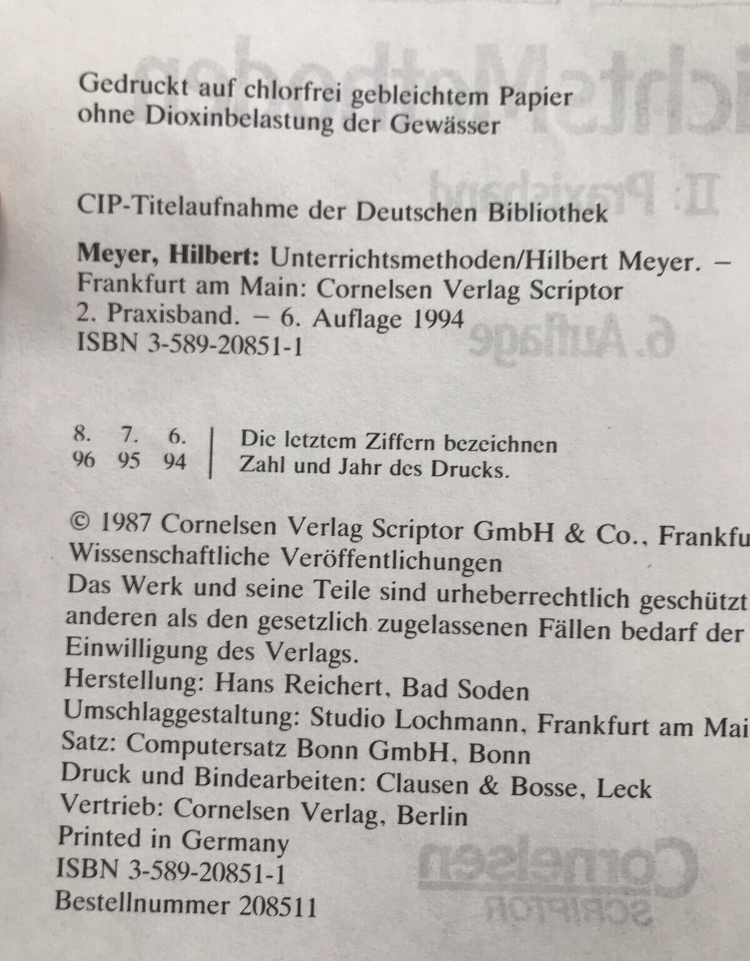 Gedruckt auf chlorfrei gebleichtem Papier
ohne Dioxinbelastung der Gewässer
CIP-Titelaufnahme der Deutschen Bibliothek
Meyer, Hilbert: Unterrichtsmethoden/Hilbert Meyer. –
Frankfurt am Main: Cornelsen Verlag Scriptor
2. Praxisband. – 6. Auflage 1994
ISBN 3-589-20851-1
8. 7. 6. Die letztem Ziffern bezeichnen
96 95 94 Zahl und Jahr des Drucks.
© 1987 Cornelsen Verlag Scriptor GmbH & Co., Frankfu
Wissenschaftliche Veröffentlichungen
Das Werk und seine Teile sind urheberrechtlich geschützt
anderen als den gesetzlich zugelassenen Fällen bedarf der
Einwilligung des Verlags.
Herstellung: Hans Reichert, Bad Soden
Umschlaggestaltung: Studio Lochmann, Frankfurt am Mai
Satz: Computersatz Bonn GmbH, Bonn
Druck und Bindearbeiten: Clausen & Bosse, Leck
Vertrieb: Cornelsen Verlag, Berlin
Printed in Germany
ISBN 3-589-20851-1
Bestellnummer 208511